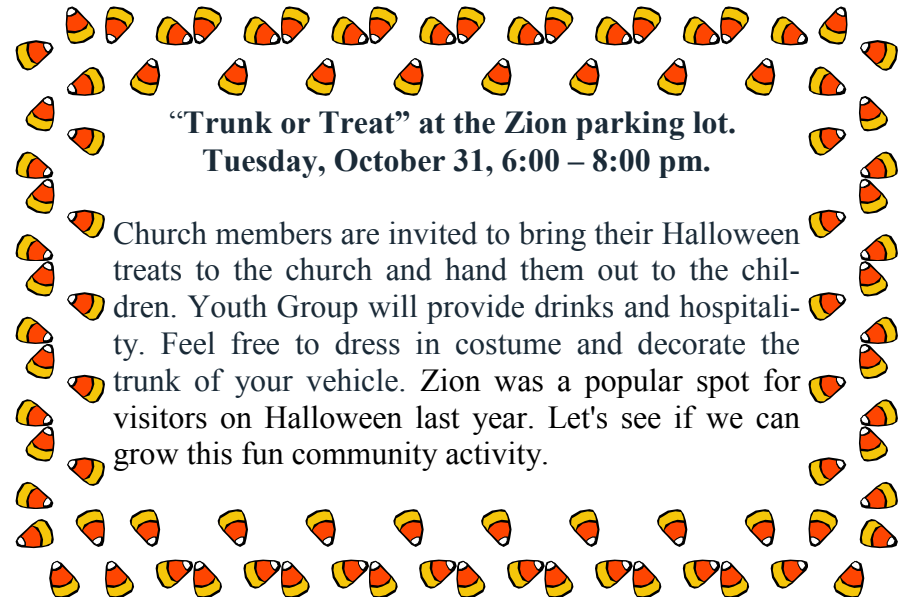 “Trunk or Treat” at the Zion parking lot.
Tuesday, October 31, 6:00 – 8:00 pm.
Church members are invited to bring their Halloween
treats to the church and hand them out to the chil-
dren. Youth Group will provide drinks and hospitali-
ty. Feel free to dress in costume and decorate the
trunk of your vehicle. Zion was a popular spot for
visitors on Halloween last year. Let's see if we can
grow this fun community activity.